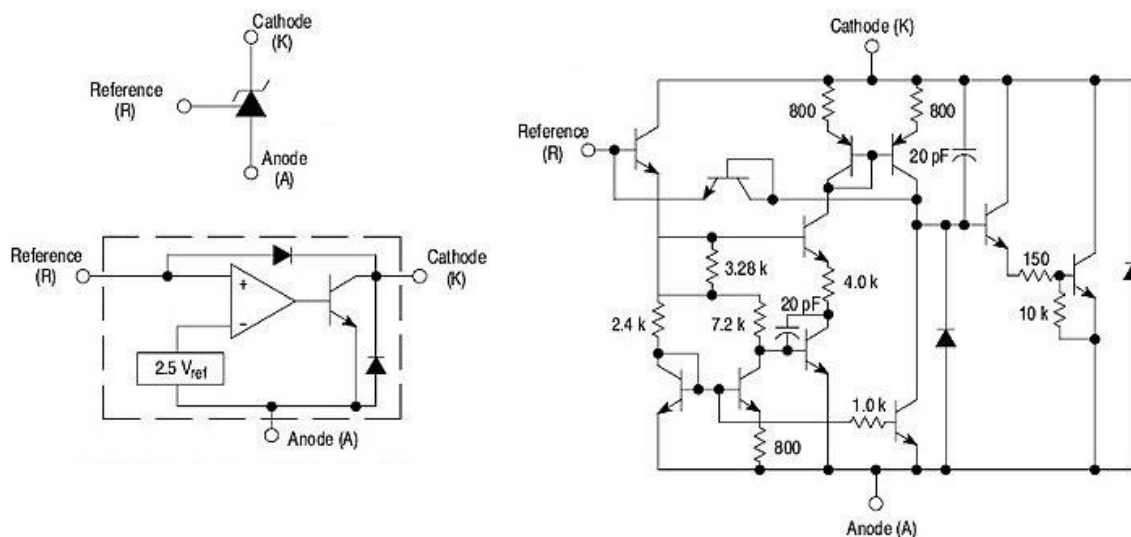 Cathode
(K)
Reference
(R)
Anode
(A)
Reference
(R)
Cathode
(K)
+
–
2.5 Vref
Anode (A)
Cathode (K)
800
800
Reference
(R)
20 pF
3.28 k
4.0 k
150
20 pF
2.4 k
7.2 k
10 k
1.0 k
800
Anode (A)